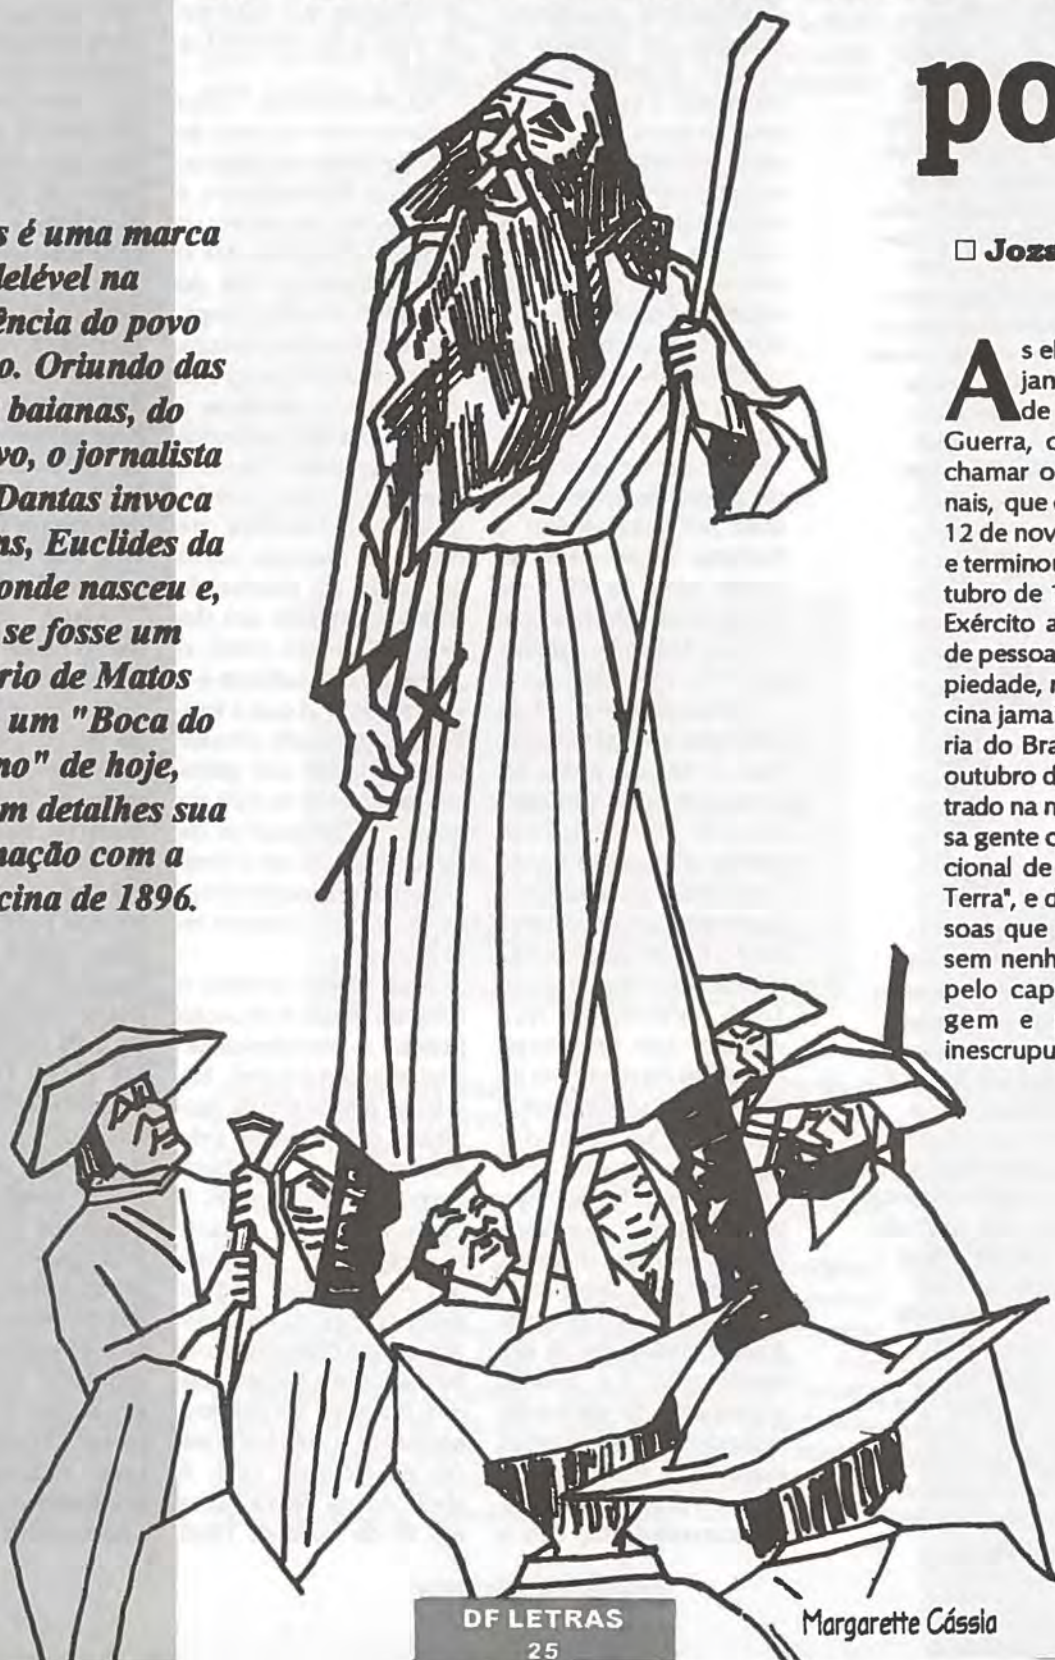 s é uma marca
lelével na
ência do povo
o. Oriundo das
baianas, do
vo, o jornalista
Dantas invoca
ns, Euclides da
onde nasceu e,
se fosse um
rio de Matos
um "Boca do
no" de hoje,
m detalhes sua
nação com a
cina de 1896.
po
□ Jozs
As el
jam
de
Guerra, c
chamar o
nais, que
12 de nov
e terminou
tubro de 1
Exército a
de pessoa
piedade, r
cina jama
ria do Bra
outubro d
trado na m
sa gente c
cional de
Terra", e d
soas que
sem nenh
pelo cap
gem e
inescrupu
Margarette Cássia
DF LETRAS
25